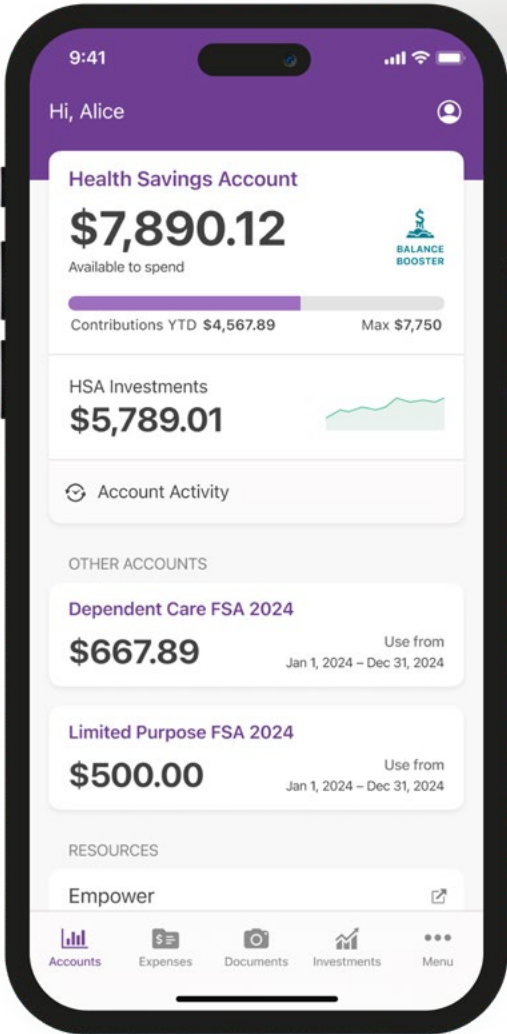 9:41
Hi, Alice
Health Savings Account
$7,890.12
Available to spend
$
BALANCE
BOOSTER
Contributions YTD $4,567.89 Max $7,750
HSA Investments
$5,789.01
Account Activity
OTHER ACCOUNTS
Dependent Care FSA 2024
$667.89
Use from
Jan 1, 2024 – Dec 31, 2024
Limited Purpose FSA 2024
$500.00
Use from
Jan 1, 2024 – Dec 31, 2024
RESOURCES
Empower
Accounts Expenses Documents Investments Menu